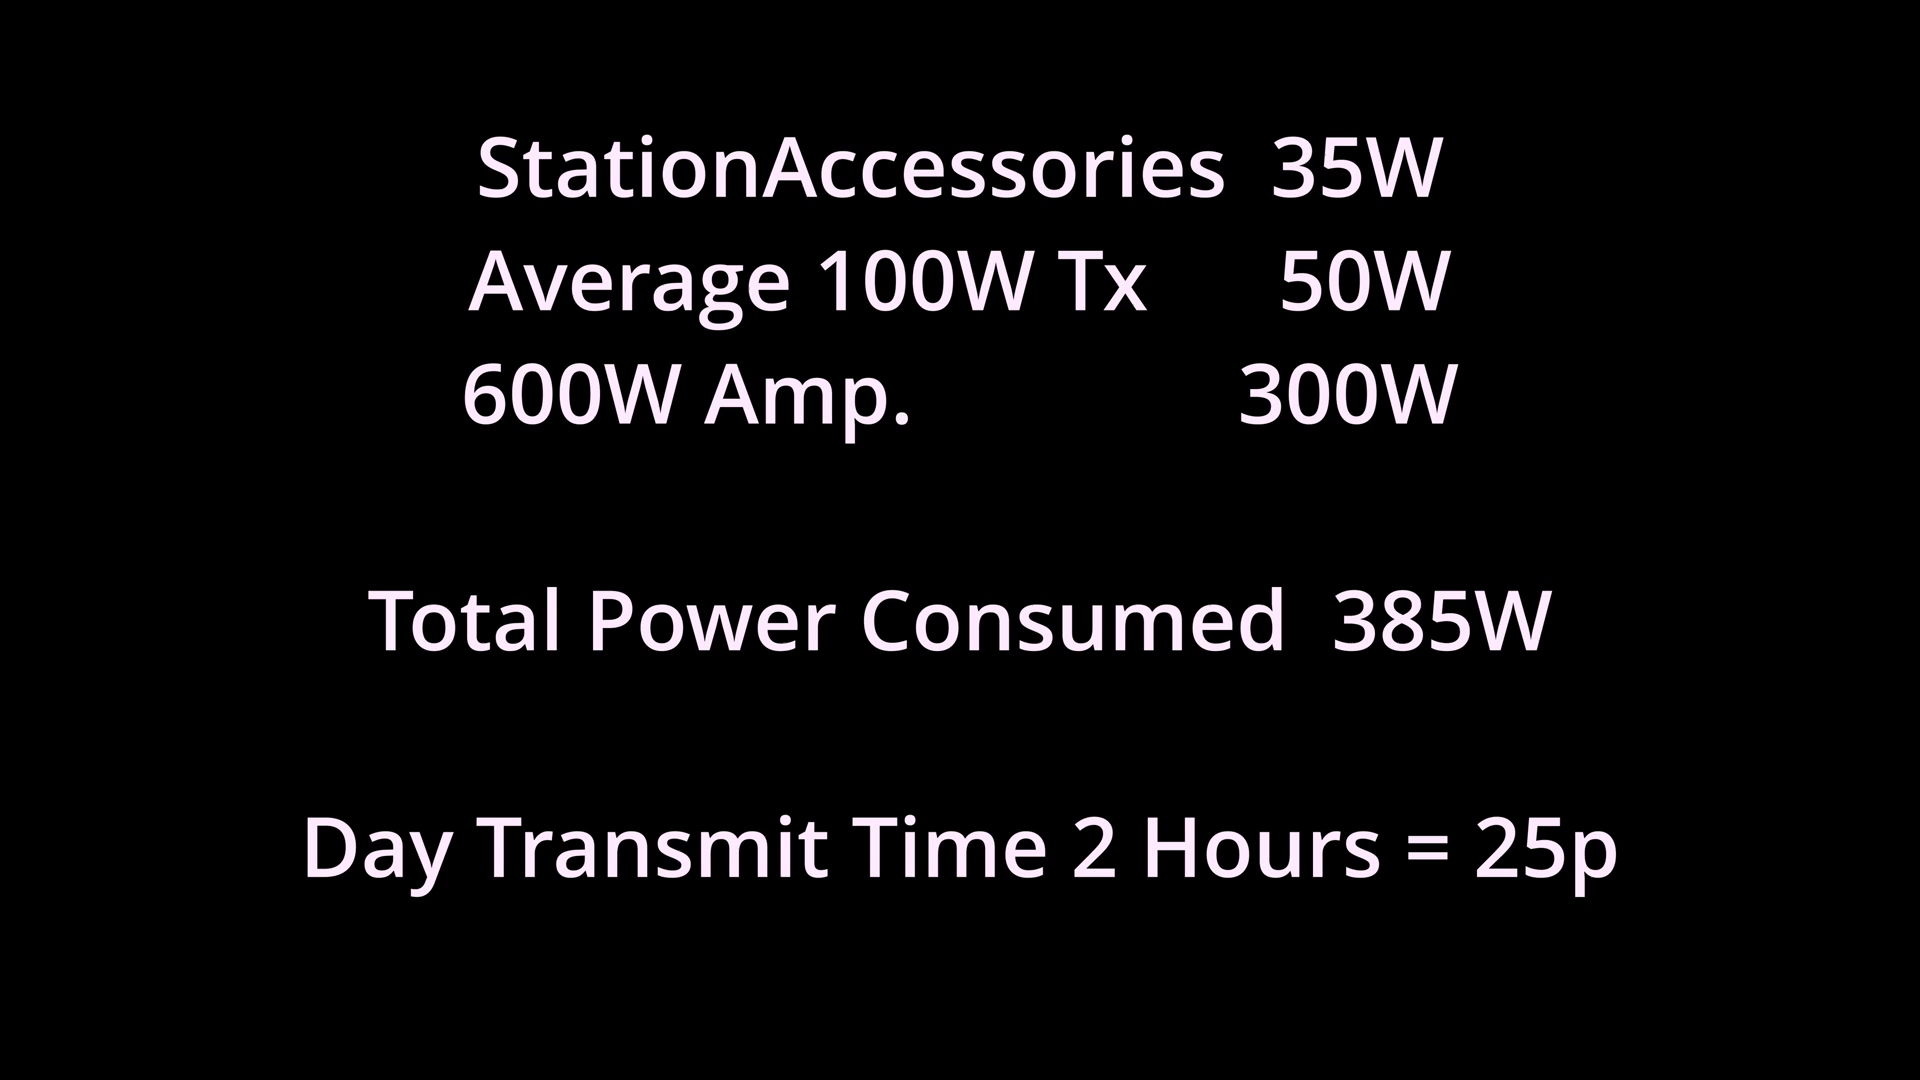 StationAccessories 35W
Average 100W Tx 50W
600W Amp. 300W
Total Power Consumed 385W
Day Transmit Time 2 Hours = 25p